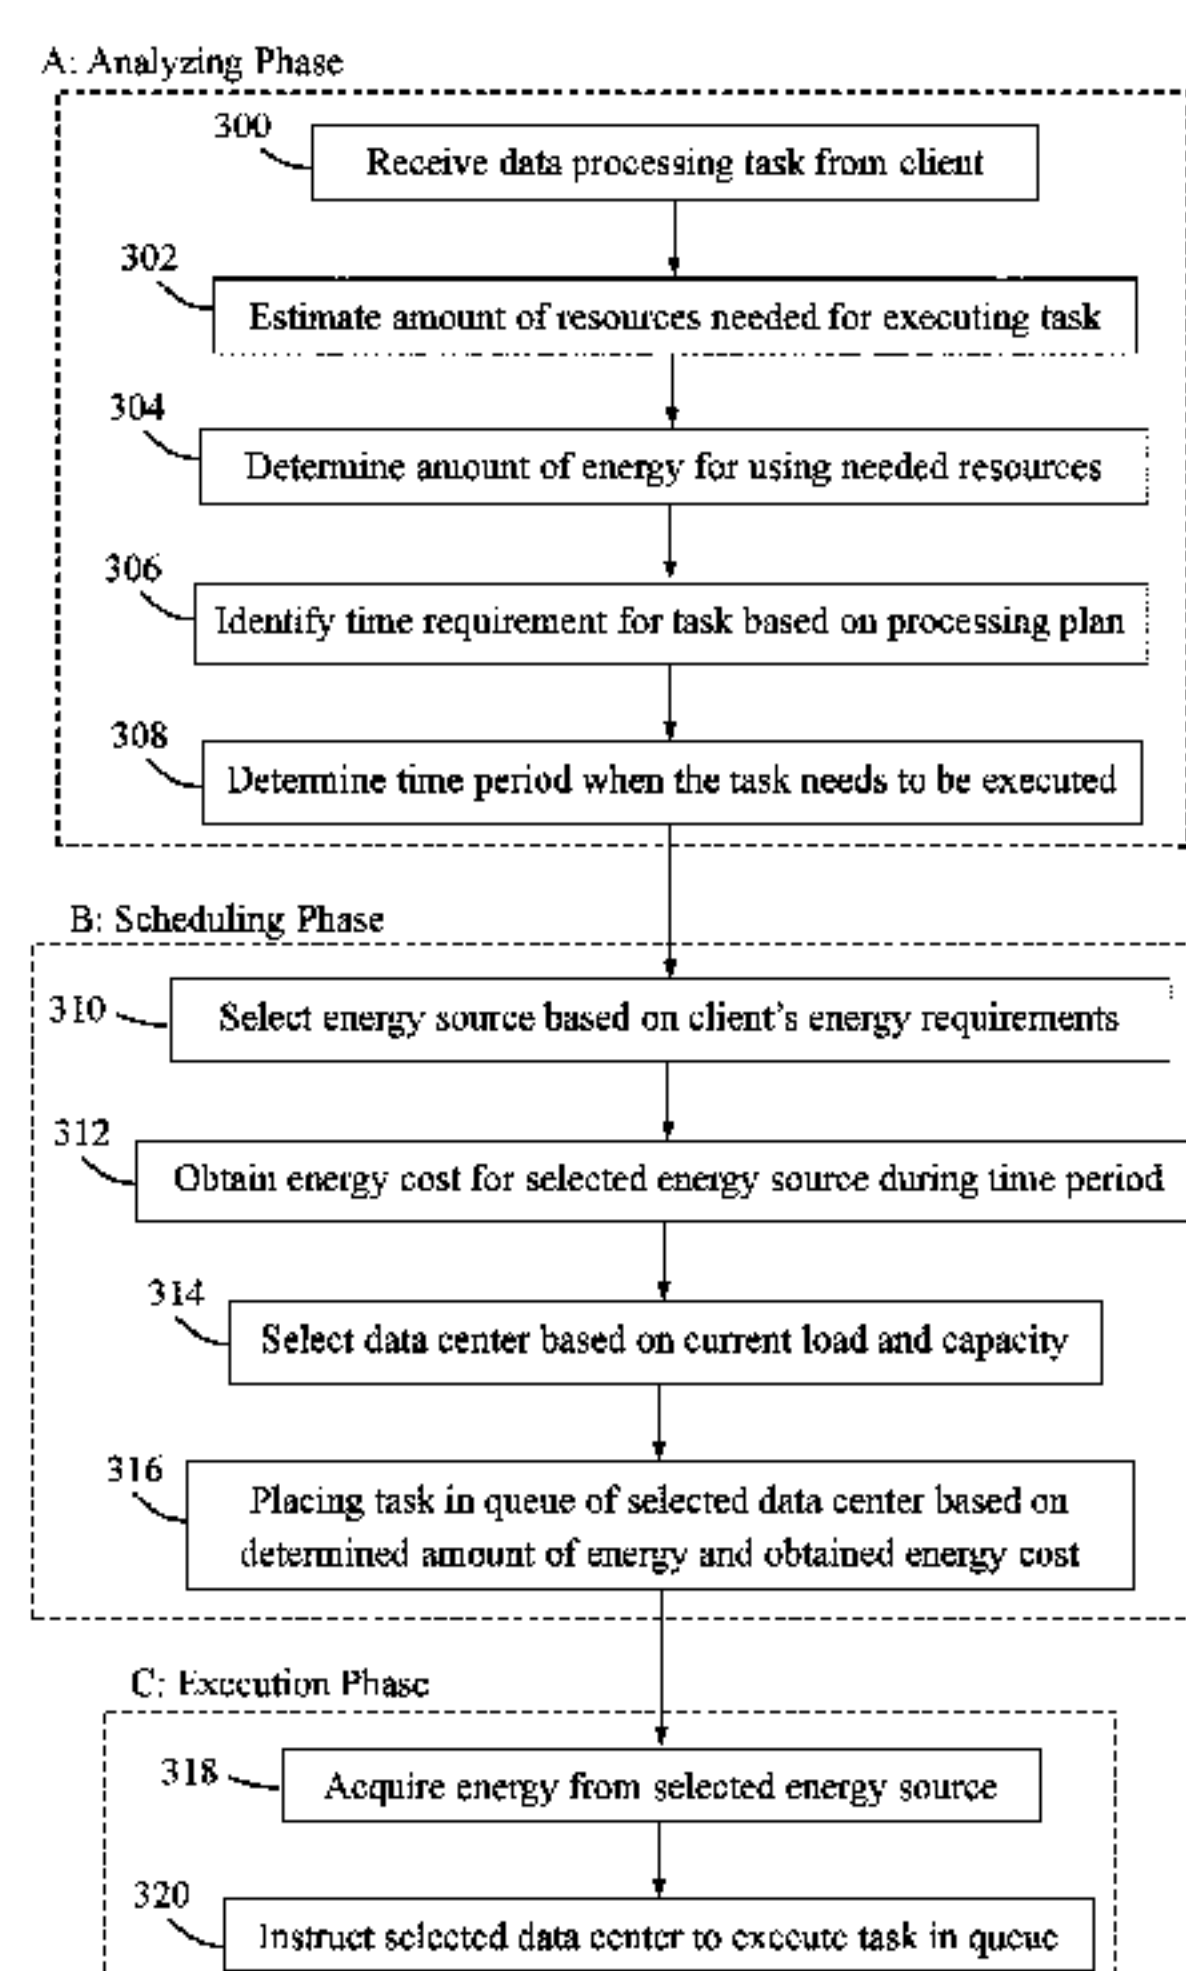 A: Analyzing Phase
300
Receive data processing task from client
302
Estimate amount of resources needed for executing task
304
Determine amount of energy for using needed resources
306
Identify time requirement for task based on processing plan
308
Determine time period when the task needs to be executed
B: Scheduling Phase
310
Select energy source based on client's energy requirements
312
Obtain energy cost for selected energy source during time period
314
Select data center based on current load and capacity
316
Placing task in queue of selected data center based on
determined amount of energy and obtained energy cost
C: Execution Phase
318
Acquire energy from selected energy source
320
Instruct selected data center to execute task in queue